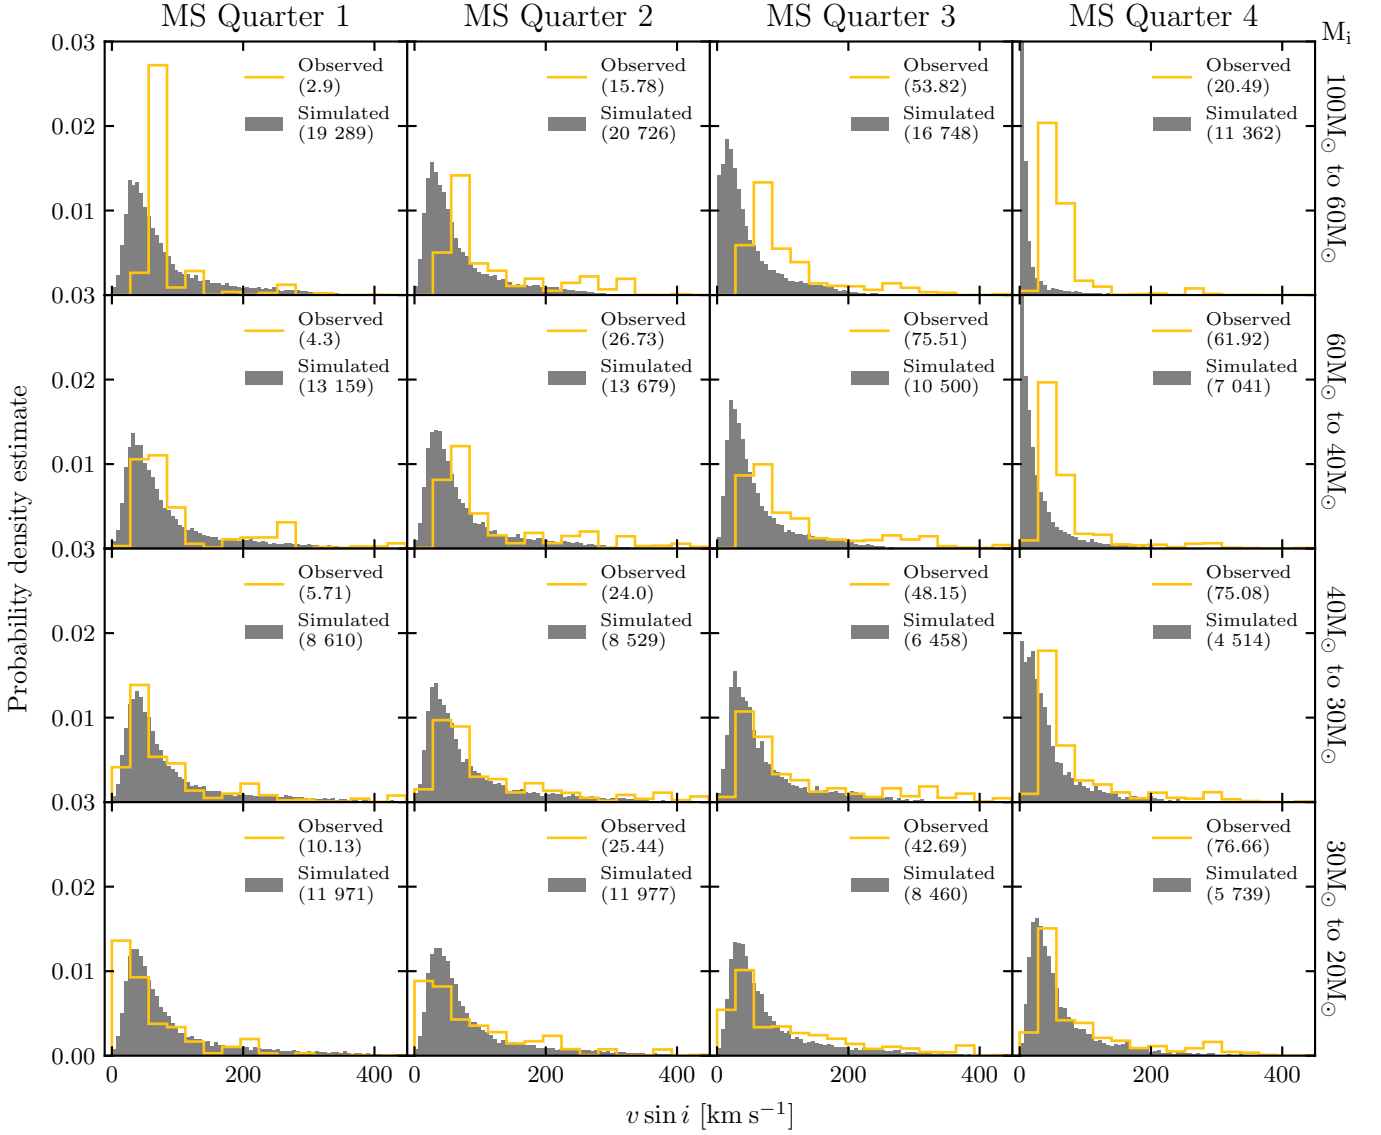 MS Quarter 1 MS Quarter 2 MS Quarter 3 MS Quarter 4
M_i
0.03
Observed
(2.9)
Simulated
(19 289)
Observed
(15.78)
Simulated
(20 726)
Observed
(53.82)
Simulated
(16 748)
Observed
(20.49)
Simulated
(11 362)
100M☉ to 60M☉
0.02
0.01
0.03
Observed
(4.3)
Simulated
(13 159)
Observed
(26.73)
Simulated
(13 679)
Observed
(75.51)
Simulated
(10 500)
Observed
(61.92)
Simulated
(7 041)
60M☉ to 40M☉
0.02
0.01
0.03
Observed
(5.71)
Simulated
(8 610)
Observed
(24.0)
Simulated
(8 529)
Observed
(48.15)
Simulated
(6 458)
Observed
(75.08)
Simulated
(4 514)
40M☉ to 30M☉
0.02
0.01
0.03
Observed
(10.13)
Simulated
(11 971)
Observed
(25.44)
Simulated
(11 977)
Observed
(42.69)
Simulated
(8 460)
Observed
(76.66)
Simulated
(5 739)
30M☉ to 20M☉
0.02
0.01
0.00
Probability density estimate
0 200 400 0 200 400 0 200 400 0 200 400
v sin i [km s⁻¹]